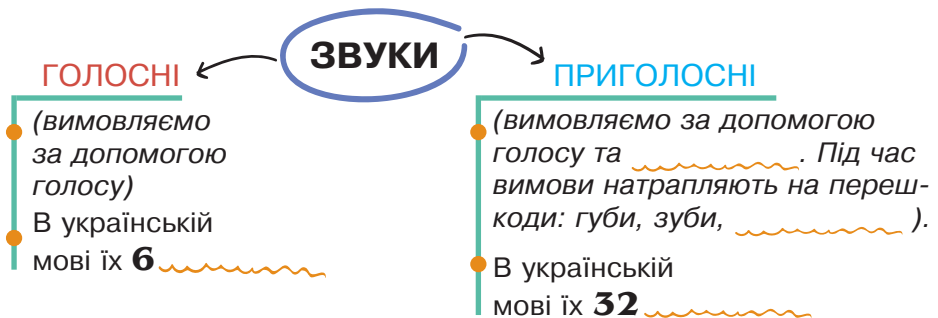 ЗВУКИ
ГОЛОСНІ
(вимовляємо
за допомогою
голосу)
В українській
мові їх 6
ПРИГОЛОСНІ
(вимовляємо за допомогою
голосу та . Під час
вимови натрапляють на переш-
коди: губи, зуби, ).
В українській
мові їх 32